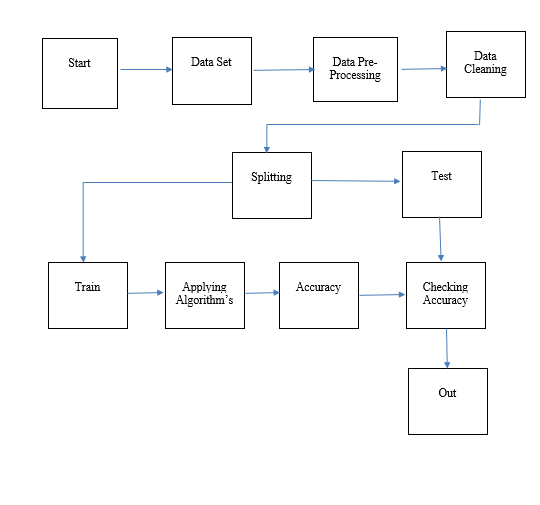 Start
Data Set
Data Pre-
Processing
Data
Cleaning
Splitting
Test
Train
Applying
Algorithm's
Accuracy
Checking
Accuracy
Out